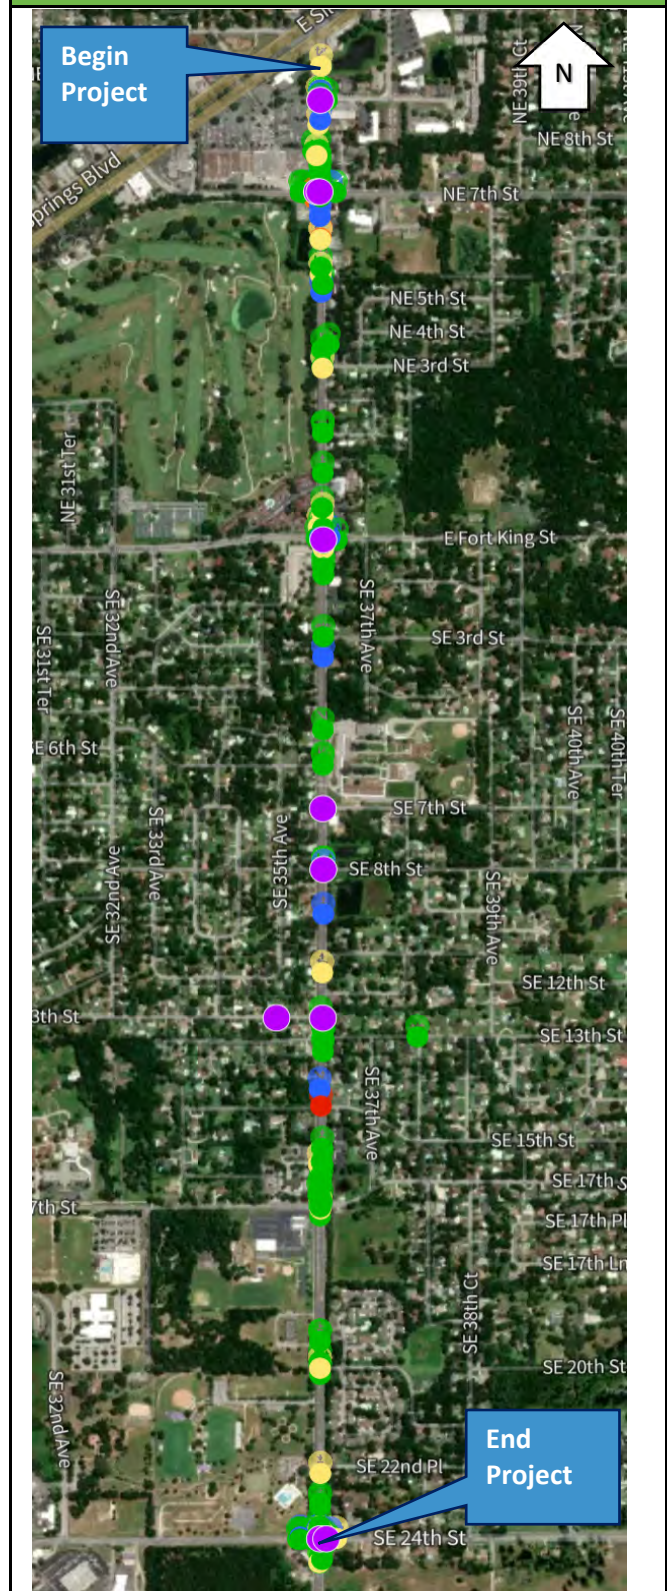 E Si
Begin
Project
N
NE 39th Ct
NE 8th St
Springs Blvd
NE 7th St
NE 5th St
NE 4th St
NE 3rd St
NE 31st Ter
E Fort King St
SE 37th Ave
SE 32nd Ave
SE 31st Ter
SE 3rd St
SE 40th Ave
SE 40th Ter
SE 6th St
SE 7th St
SE 33rd Ave
SE 35th Ave
SE 8th St
SE 32nd Ave
SE 39th Ave
SE 12th St
3th St
SE 13th St
SE 37th Ave
SE 15th St
SE 17th S
7th St
SE 17th Pl
SE 17th Ln
SE 38th Ct
SE 20th St
SE 32nd Ave
End
Project
SE 22nd Pl
SE 24th St